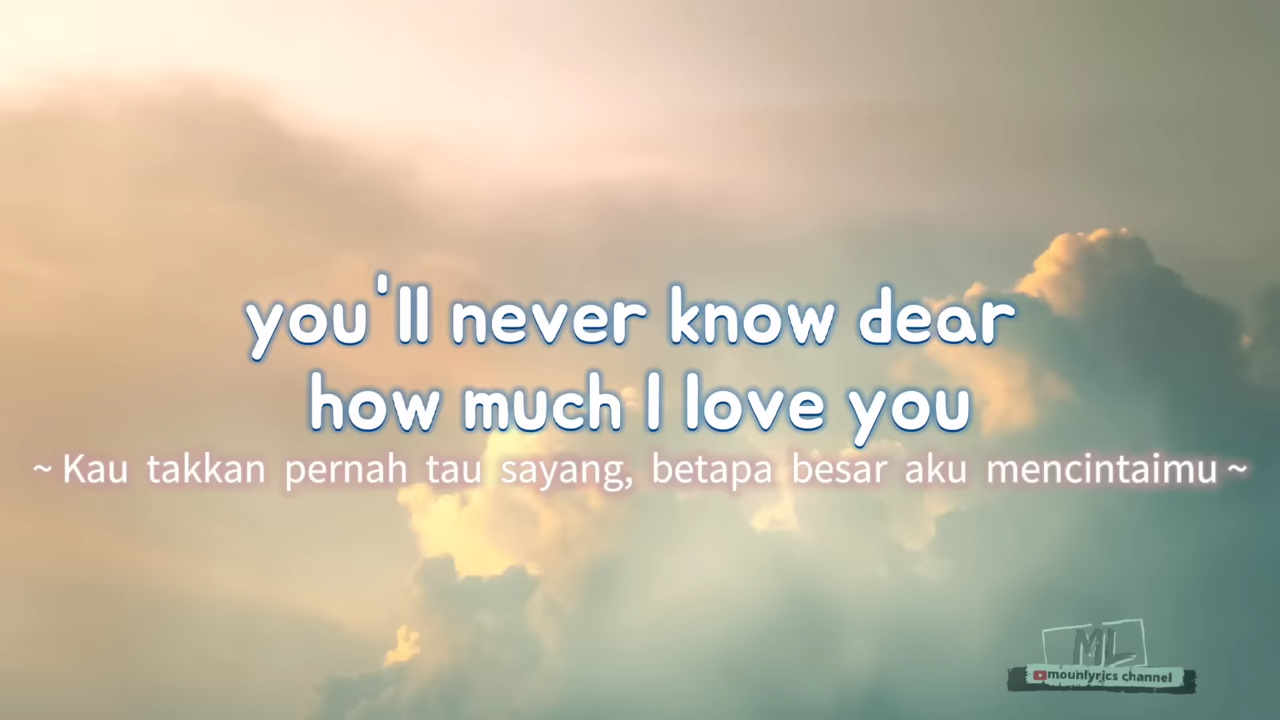 you'll never know dear
how much I love you
~ Kau takkan pernah tau sayang, betapa besar aku mencintaimu ~
ML
mounlyrics channel